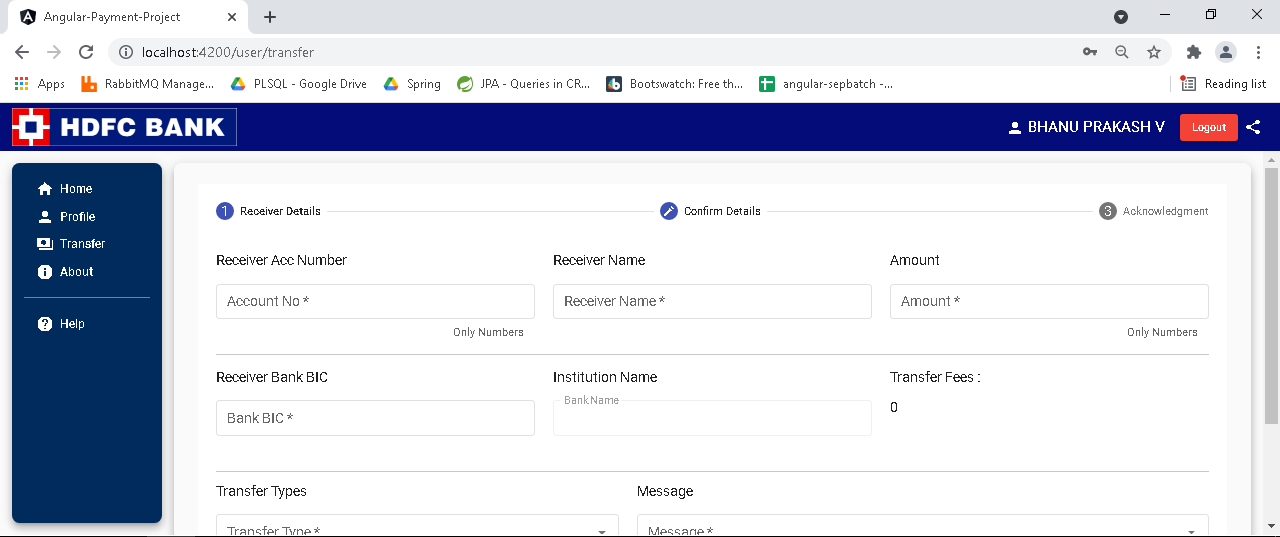 Angular-Payment-Project
localhost:4200/user/transfer
Apps RabbitMQ Manage... PLSQL - Google Drive Spring JPA - Queries in CR... Bootswatch: Free th... angular-sepbatch -... Reading list
HDFC BANK BHANU PRAKASH V Logout
Home
Profile
Transfer
About
Help
1 Receiver Details Confirm Details 3 Acknowledgment
Receiver Acc Number Receiver Name Amount
Account No * Receiver Name * Amount *
Only Numbers Only Numbers
Receiver Bank BIC Institution Name Transfer Fees :
Bank Name
Bank BIC * 0
Transfer Types Message
Transfer Type * Message *